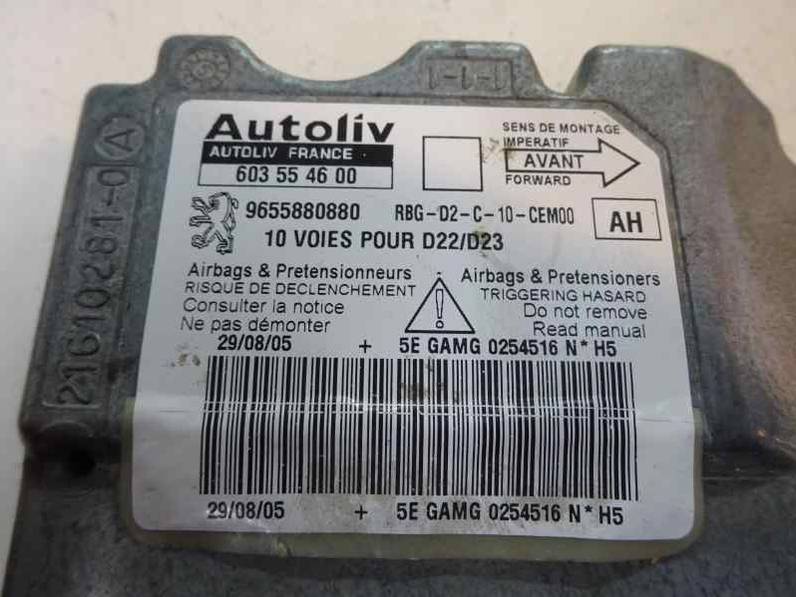 1-1-1
Autoliv
AUTOLIV FRANCE
603 55 46 00
SENS DE MONTAGE
IMPERATIF
AVANT
FORWARD
9655880880 RBG-D2-C-10-CEM00 AH
10 VOIES POUR D22/D23
Airbags & Pretensionneurs
RISQUE DE DECLENCHEMENT
Consulter la notice
Ne pas démonter
!
Airbags & Pretensioners
TRIGGERING HASARD
Do not remove
Read manual
29/08/05 + 5E GAMG 0254516 N* H5
29/08/05 + 5E GAMG 0254516 N* H5
21610281-0 A